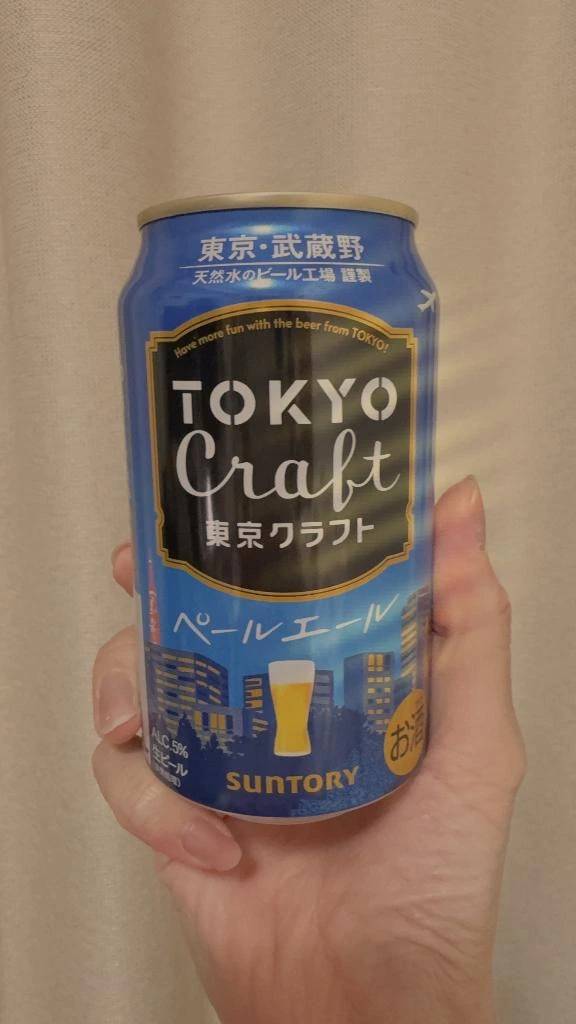 東京・武蔵野
天然水のビール工場 謹製
Have more fun with the beer from TOKYO!
TOKYO
Craft
東京クラフト
ペールエール
お酒
ALC.5%
生ビール
SUNTORY